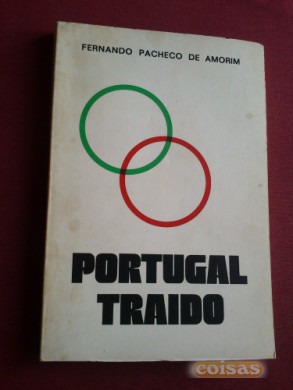 FERNANDO PACHECO DE AMORIM
PORTUGAL
TRAIDO
coisas